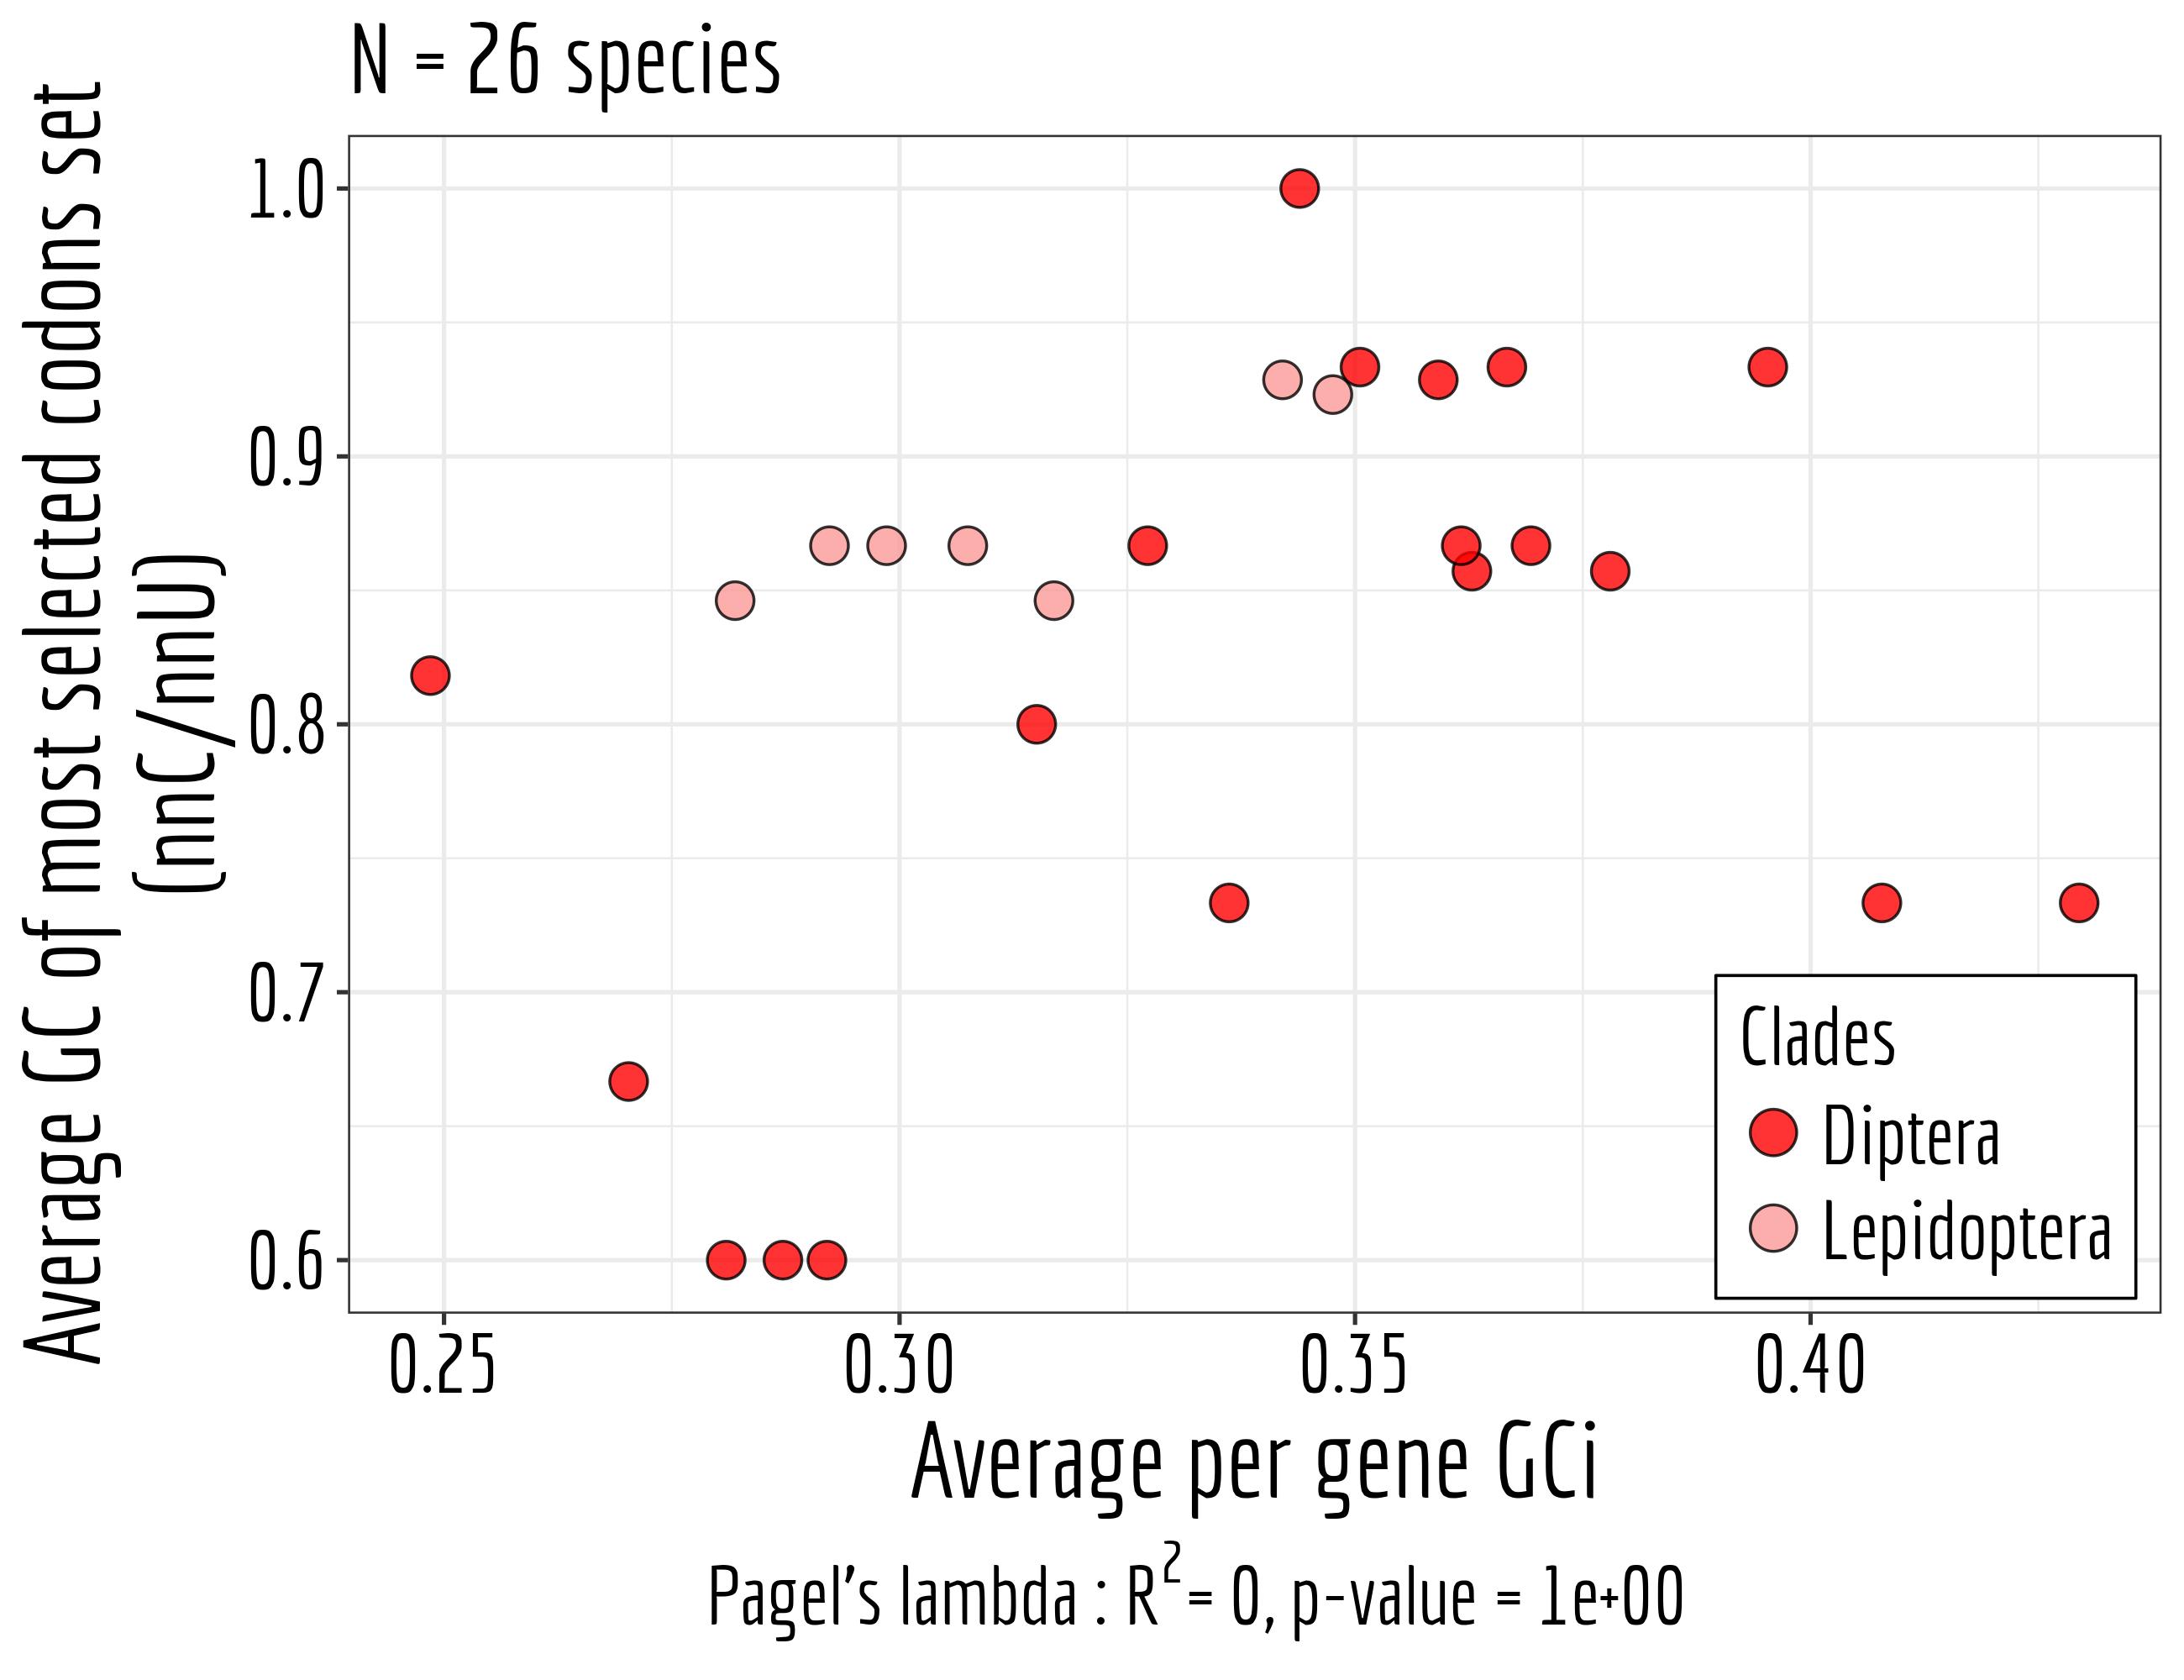 N = 26 species
Average GC of most selected codons set
(nnC/nnU)
1.0
0.9
0.8
0.7
0.6
Clades
Diptera
Lepidoptera
0.25 0.30 0.35 0.40
Average per gene GCi
Pagel's lambda : R²= 0, p-value = 1e+00